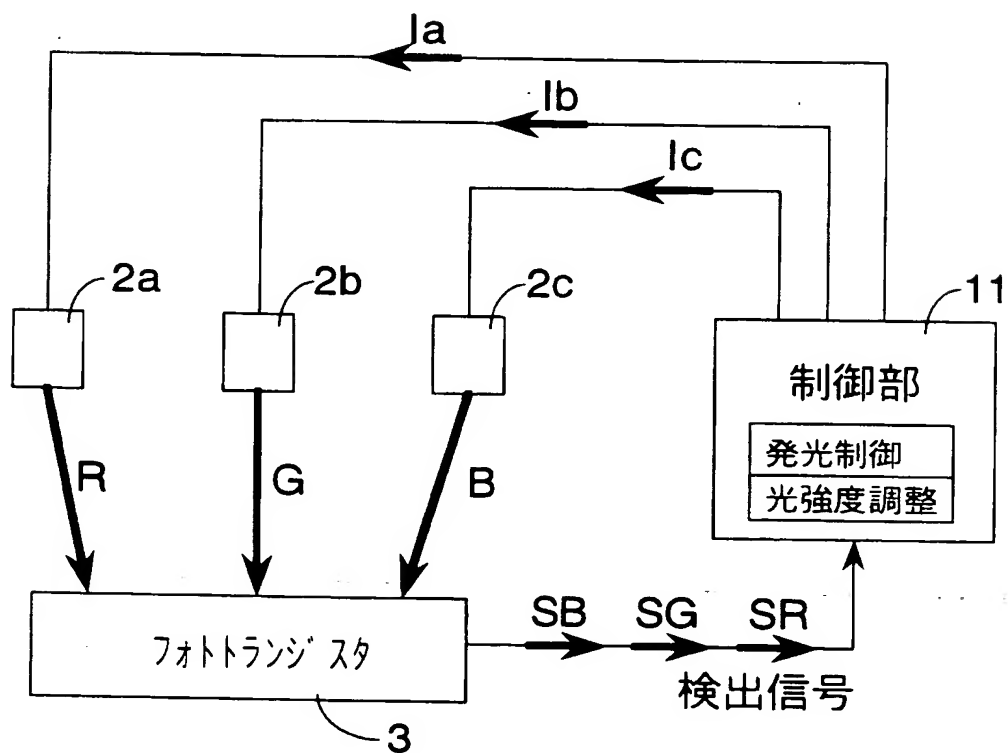 Ia
Ib
Ic
2a
2b
2c
11
制御部
発光制御
光強度調整
R
G
B
SB SG SR
フォトトランジスタ
検出信号
3